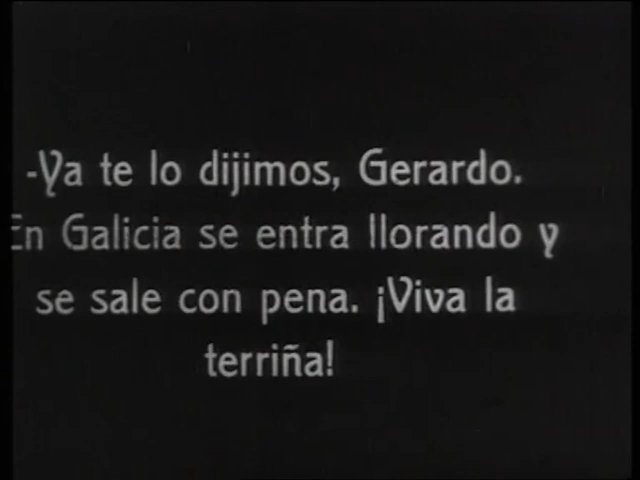 -Ya te lo dijimos, Gerardo.
En Galicia se entra llorando y
se sale con pena. ¡Viva la
terriña!